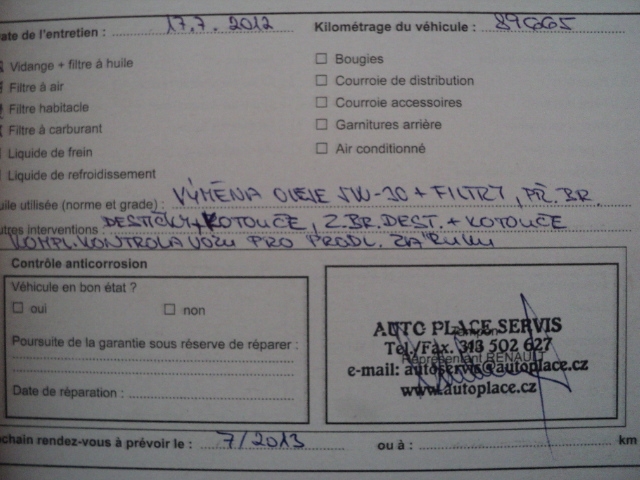 ate de l'entretien : 17.7. 2012 Kilométrage du véhicule : 89665
Vidange + filtre à huile
Bougies
Filtre à air
Courroie de distribution
Filtre habitacle
Courroie accessoires
Filtre à carburant
Garnitures arrière
Liquide de frein
Air conditionné
Liquide de refroidissement
uile utilisée (norme et grade) : VÝMĚNA OLEJE 5W-30 + FILTRY, PŘ. BR.
utres interventions DESTIČKY + KOTOUČE, Z.BR.DEST. + KOTOUČE
KOMPL. KONTROLA VOZU PRO PRODL. ZÁRUKU
Contrôle anticorrosion
Véhicule en bon état ?
oui non
Poursuite de la garantie sous réserve de réparer :
Date de réparation :
AUTO PLACE SERVIS
Tel./Fax. 313 502 627
Représentant RENAULT
e-mail: autoservis@autoplace.cz
www.autoplace.cz
ochain rendez-vous à prévoir le : 7/2013 ou à : km